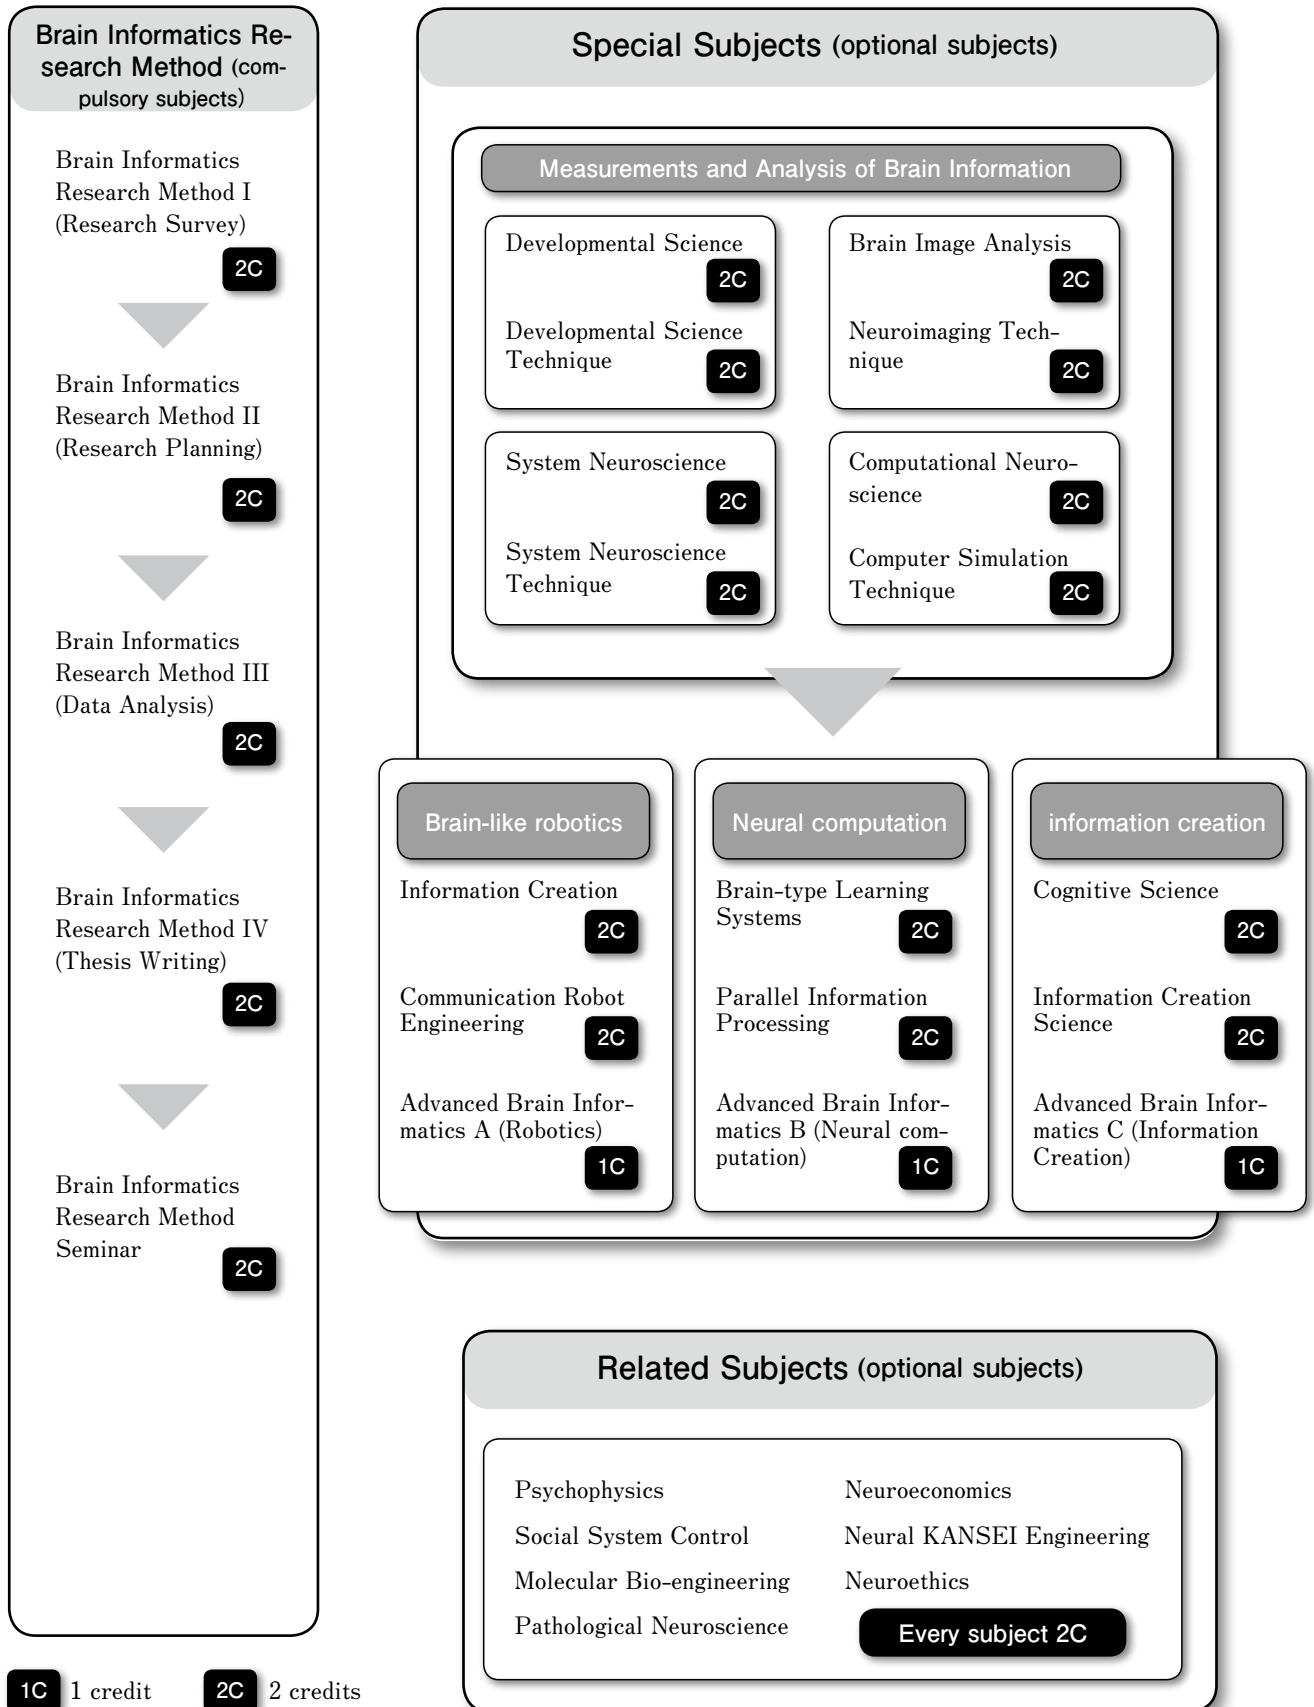 Brain Informatics Re-
search Method (com-
pulsory subjects)
Brain Informatics
Research Method I
(Research Survey)
2C
Brain Informatics
Research Method II
(Research Planning)
2C
Brain Informatics
Research Method III
(Data Analysis)
2C
Brain Informatics
Research Method IV
(Thesis Writing)
2C
Brain Informatics
Research Method
Seminar
2C
Special Subjects (optional subjects)
Measurements and Analysis of Brain Information
Developmental Science
2C
Developmental Science
Technique
2C
Brain Image Analysis
2C
Neuroimaging Tech-
nique
2C
System Neuroscience
2C
System Neuroscience
Technique
2C
Computational Neuro-
science
2C
Computer Simulation
Technique
2C
Brain-like robotics
Information Creation
2C
Communication Robot
Engineering
2C
Advanced Brain Infor-
matics A (Robotics)
1C
Neural computation
Brain-type Learning
Systems
2C
Parallel Information
Processing
2C
Advanced Brain Infor-
matics B (Neural com-
putation)
1C
information creation
Cognitive Science
2C
Information Creation
Science
2C
Advanced Brain Infor-
matics C (Information
Creation)
1C
Related Subjects (optional subjects)
Psychophysics
Social System Control
Molecular Bio-engineering
Pathological Neuroscience
Neuroeconomics
Neural KANSEI Engineering
Neuroethics
Every subject 2C
1C 1 credit
2C 2 credits